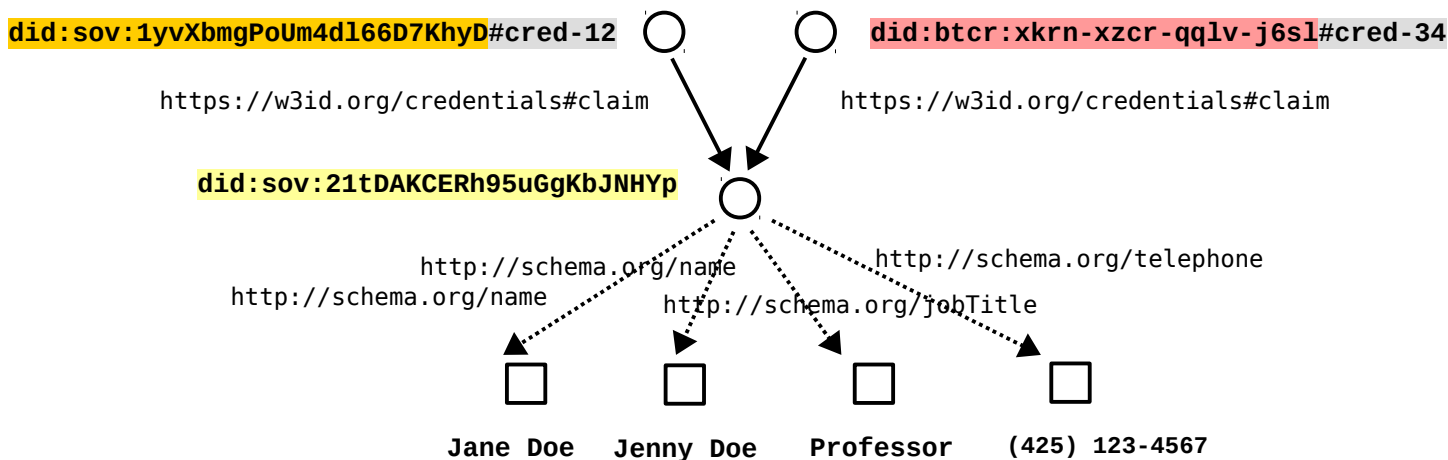 did:sov:1yvXbmgPoUm4dl66D7KhyD#cred-12
did:btcr:xkrn-xzcr-qqlv-j6sl#cred-34
https://w3id.org/credentials#claim
https://w3id.org/credentials#claim
did:sov:21tDAKCERh95uGgKbJNHYp
http://schema.org/name
http://schema.org/telephone
http://schema.org/name
http://schema.org/jobTitle
Jane Doe
Jenny Doe
Professor
(425) 123-4567